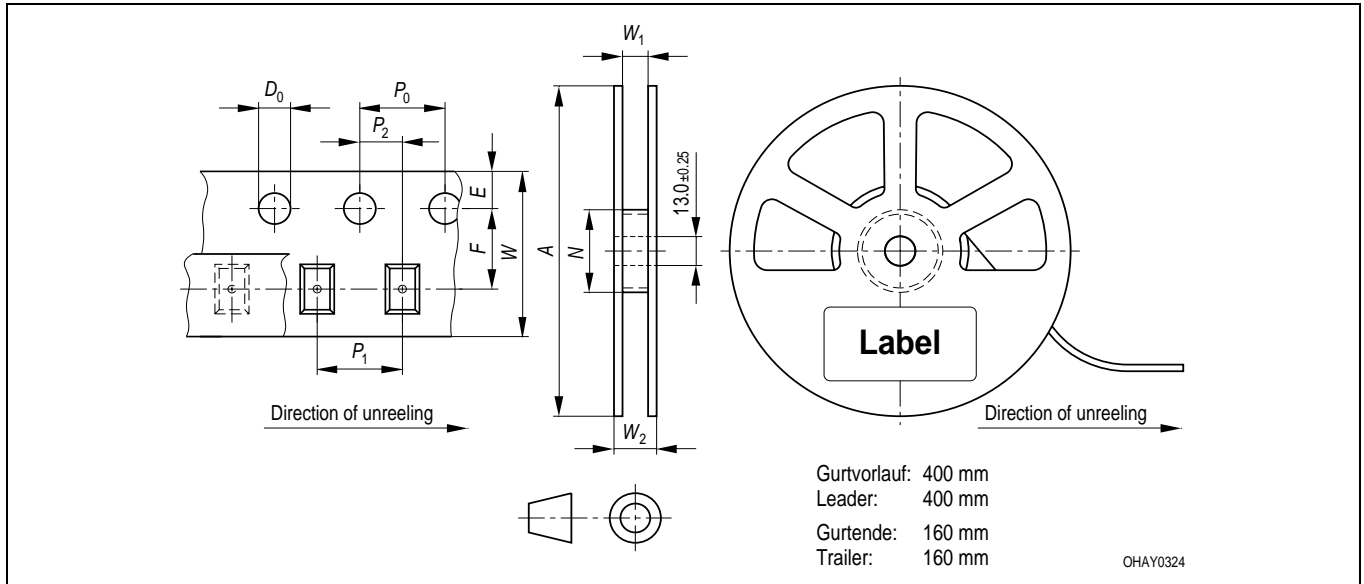 W1
D0
P0
P2
E
F
W
A
N
13.0±0.25
Label
P1
Direction of unreeling
W2
Direction of unreeling
Gurtvorlauf: 400 mm
Leader: 400 mm
Gurtende: 160 mm
Trailer: 160 mm
OHAY0324